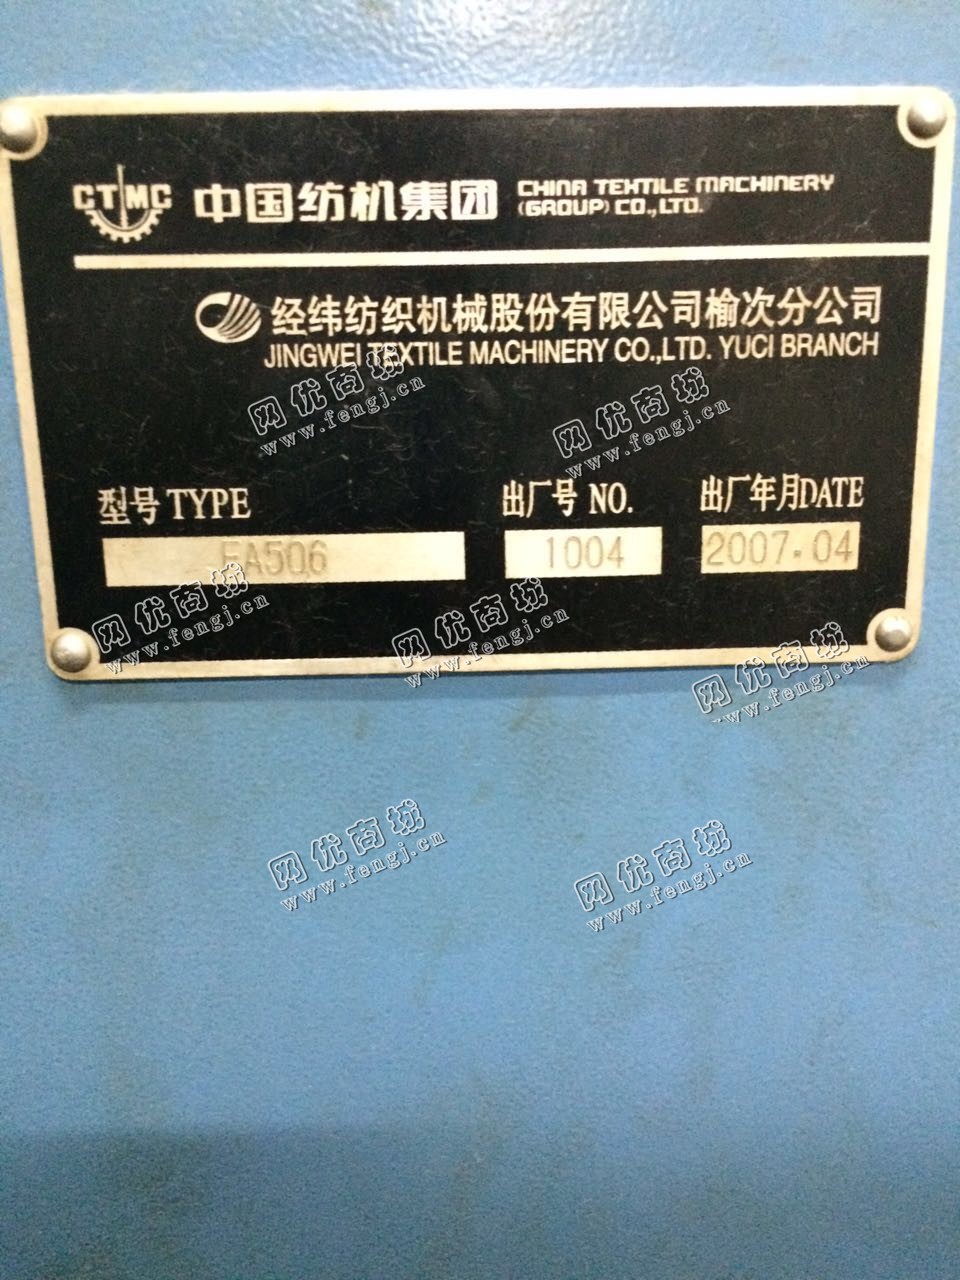 CTMC 中国纺机集团 CHINA TEXTILE MACHINERY
(GROUP) CO.,LTD.
经纬纺织机械股份有限公司榆次分公司
JINGWEI TEXTILE MACHINERY CO.,LTD. YUCI BRANCH
网优商城
www.fengj.cn
网优商城
www.fengj.cn
型号 TYPE 出厂号 NO. 出厂年月DATE
FA506 1004 2007.04
网优商城
www.fengj.cn
网优商城
www.fengj.cn
网优商城
www.fengj.cn
网优商城
www.fengj.cn
网优商城
www.fengj.cn